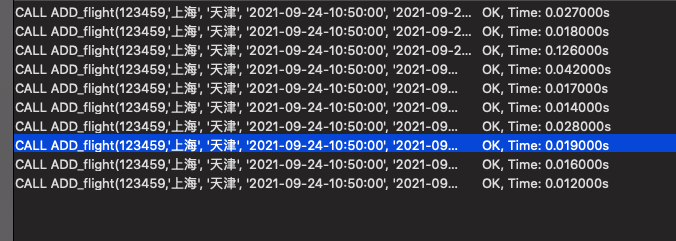 CALL ADD_flight(123459,'上海', '天津', '2021-09-24-10:50:00', '2021-09-2... OK, Time: 0.027000s
CALL ADD_flight(123459,'上海', '天津', '2021-09-24-10:50:00', '2021-09-2... OK, Time: 0.018000s
CALL ADD_flight(123459,'上海', '天津', '2021-09-24-10:50:00', '2021-09-2... OK, Time: 0.126000s
CALL ADD_flight(123459,'上海', '天津', '2021-09-24-10:50:00', '2021-09... OK, Time: 0.042000s
CALL ADD_flight(123459,'上海', '天津', '2021-09-24-10:50:00', '2021-09... OK, Time: 0.017000s
CALL ADD_flight(123459,'上海', '天津', '2021-09-24-10:50:00', '2021-09... OK, Time: 0.014000s
CALL ADD_flight(123459,'上海', '天津', '2021-09-24-10:50:00', '2021-09... OK, Time: 0.028000s
CALL ADD_flight(123459,'上海', '天津', '2021-09-24-10:50:00', '2021-09... OK, Time: 0.019000s
CALL ADD_flight(123459,'上海', '天津', '2021-09-24-10:50:00', '2021-09... OK, Time: 0.016000s
CALL ADD_flight(123459,'上海', '天津', '2021-09-24-10:50:00', '2021-09... OK, Time: 0.012000s